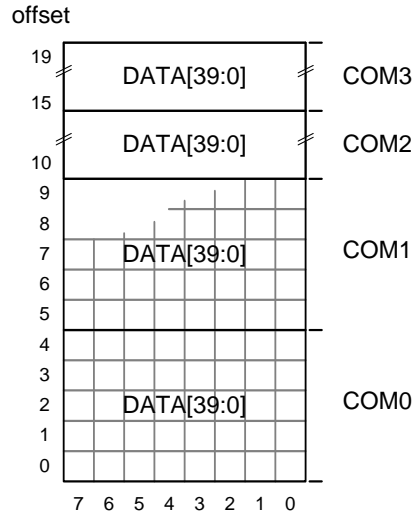 offset
19
DATA[39:0] COM3
15
DATA[39:0] COM2
10
9
8
7 DATA[39:0] COM1
6
5
4
3
2 DATA[39:0] COM0
1
0
7 6 5 4 3 2 1 0